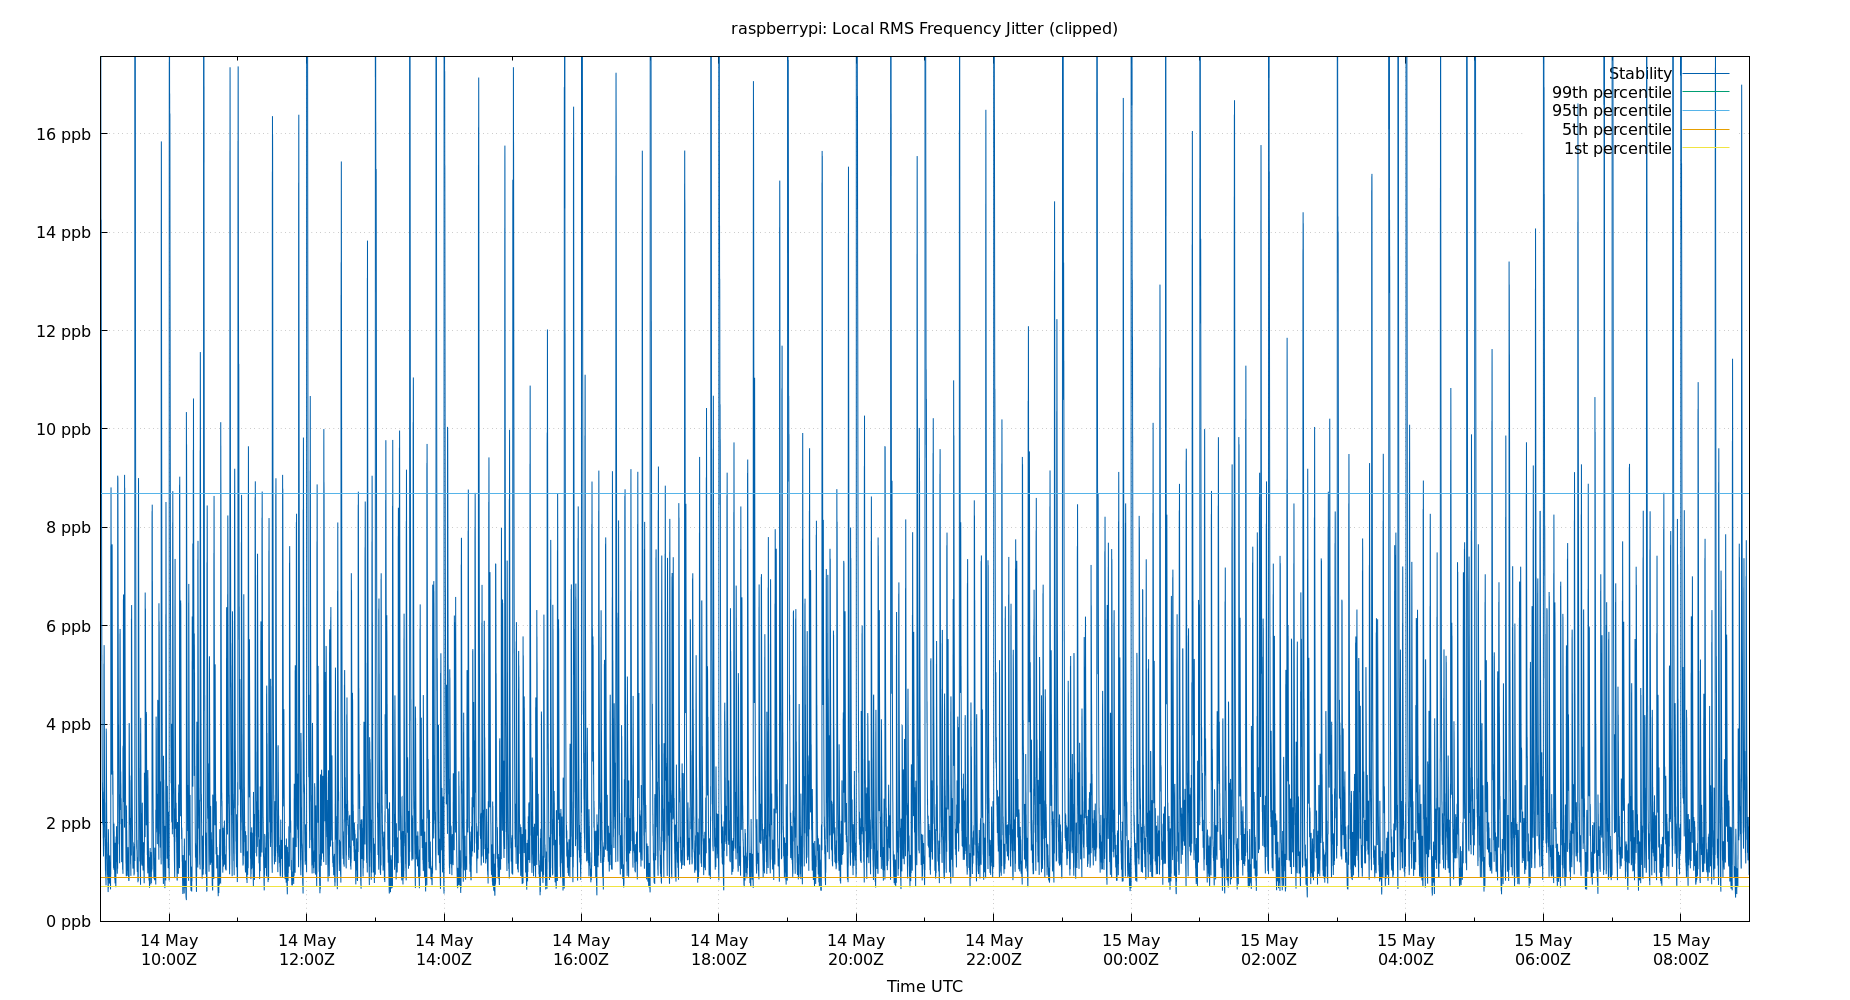 raspberrypi: Local RMS Frequency Jitter (clipped)
Stability
99th percentile
95th percentile
5th percentile
1st percentile
16 ppb
14 ppb
12 ppb
10 ppb
8 ppb
6 ppb
4 ppb
2 ppb
0 ppb
14 May 14 May 14 May 14 May 14 May 14 May 14 May 15 May 15 May 15 May 15 May 15 May
10:00Z 12:00Z 14:00Z 16:00Z 18:00Z 20:00Z 22:00Z 00:00Z 02:00Z 04:00Z 06:00Z 08:00Z
Time UTC